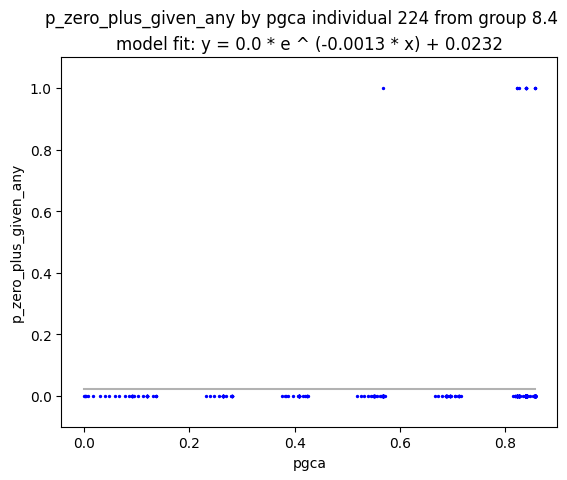 p_zero_plus_given_any by pgca individual 224 from group 8.4
model fit: y = 0.0 * e ^ (-0.0013 * x) + 0.0232
1.0
0.8
0.6
0.4
0.2
0.0
p_zero_plus_given_any
0.0 0.2 0.4 0.6 0.8
pgca